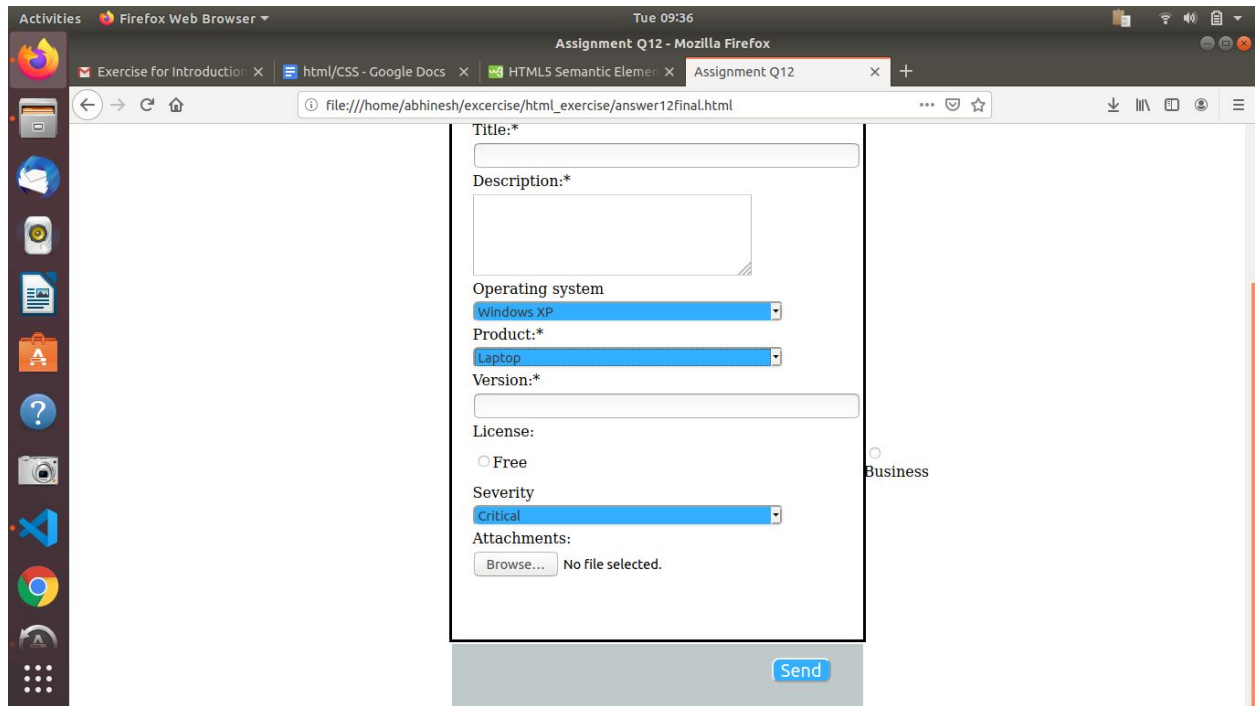 Activities Firefox Web Browser Tue 09:36
Assignment Q12 - Mozilla Firefox
Exercise for Introduction html/CSS - Google Docs HTML5 Semantic Elemen Assignment Q12
file:///home/abhinesh/excercise/html_exercise/answer12final.html
Title:*
Description:*
Operating system
Windows XP
Product:*
Laptop
Version:*
License:
Free
Business
Severity
Critical
Attachments:
Browse... No file selected.
Send